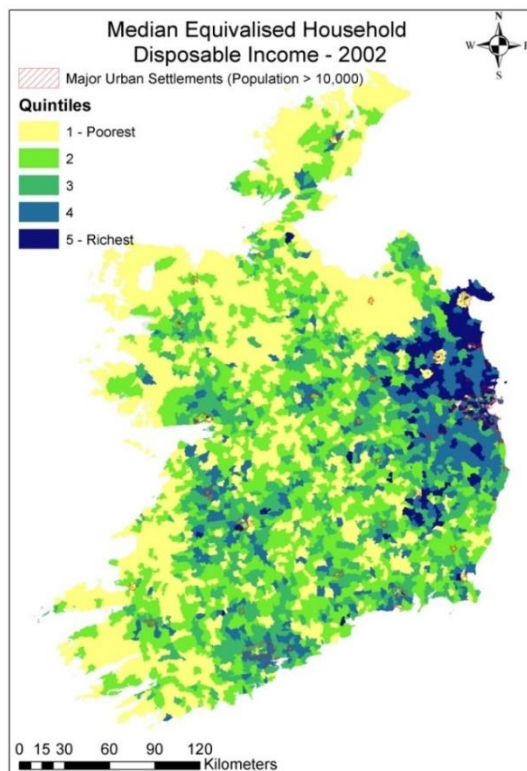 Median Equivalised Household
Disposable Income - 2002
N
W
E
S
Major Urban Settlements (Population > 10,000)
Quintiles
1 - Poorest
2
3
4
5 - Richest
0 15 30 60 90 120
Kilometers